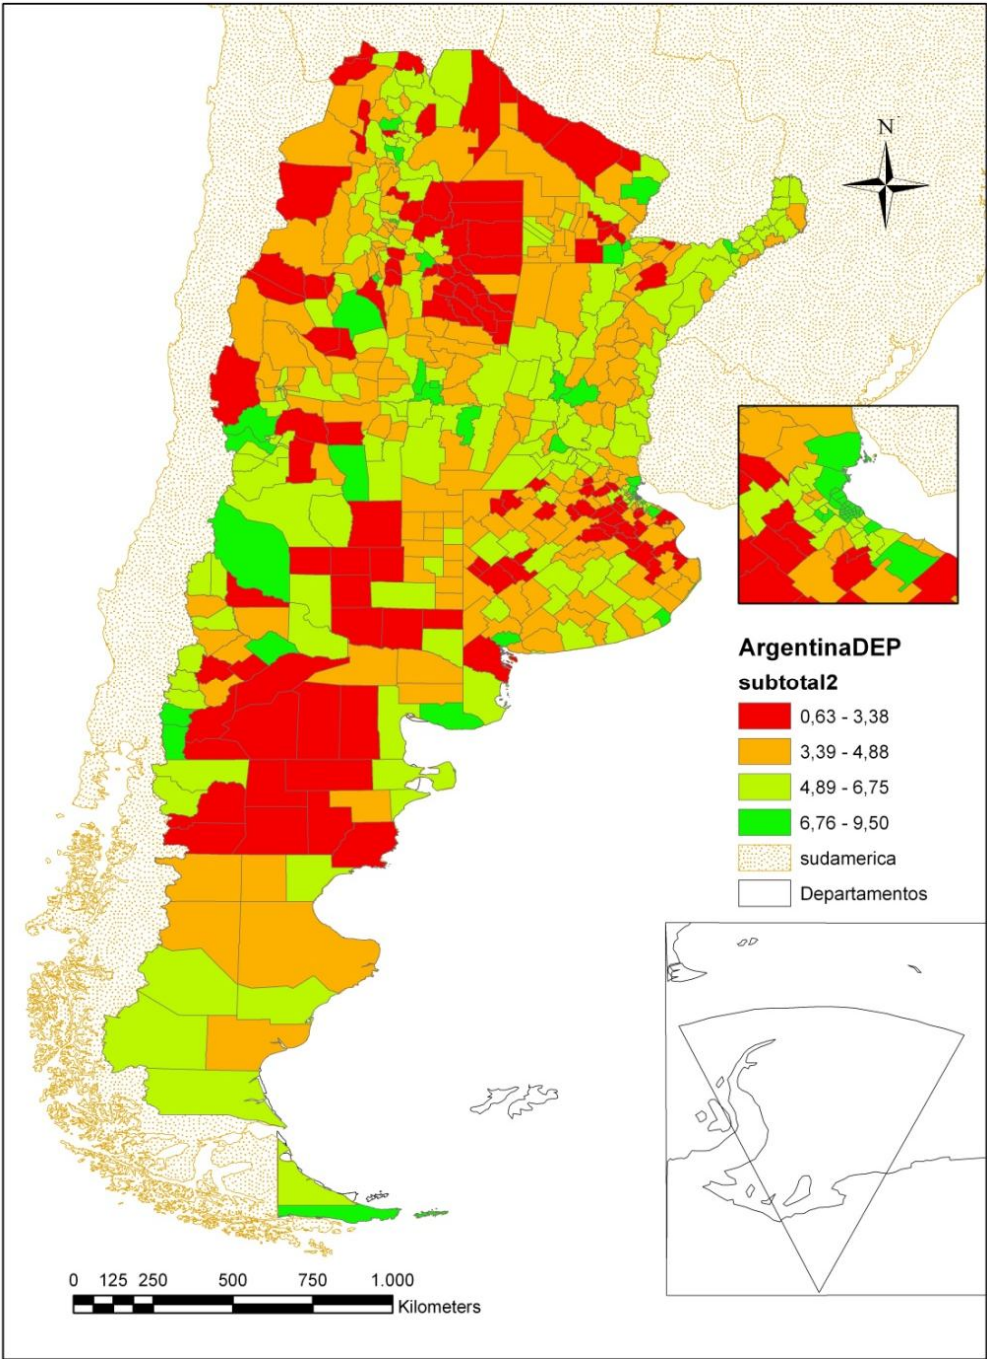 N
ArgentinaDEP
subtotal2
0,63 - 3,38
3,39 - 4,88
4,89 - 6,75
6,76 - 9,50
sudamerica
Departamentos
0 125 250 500 750 1.000
Kilometers